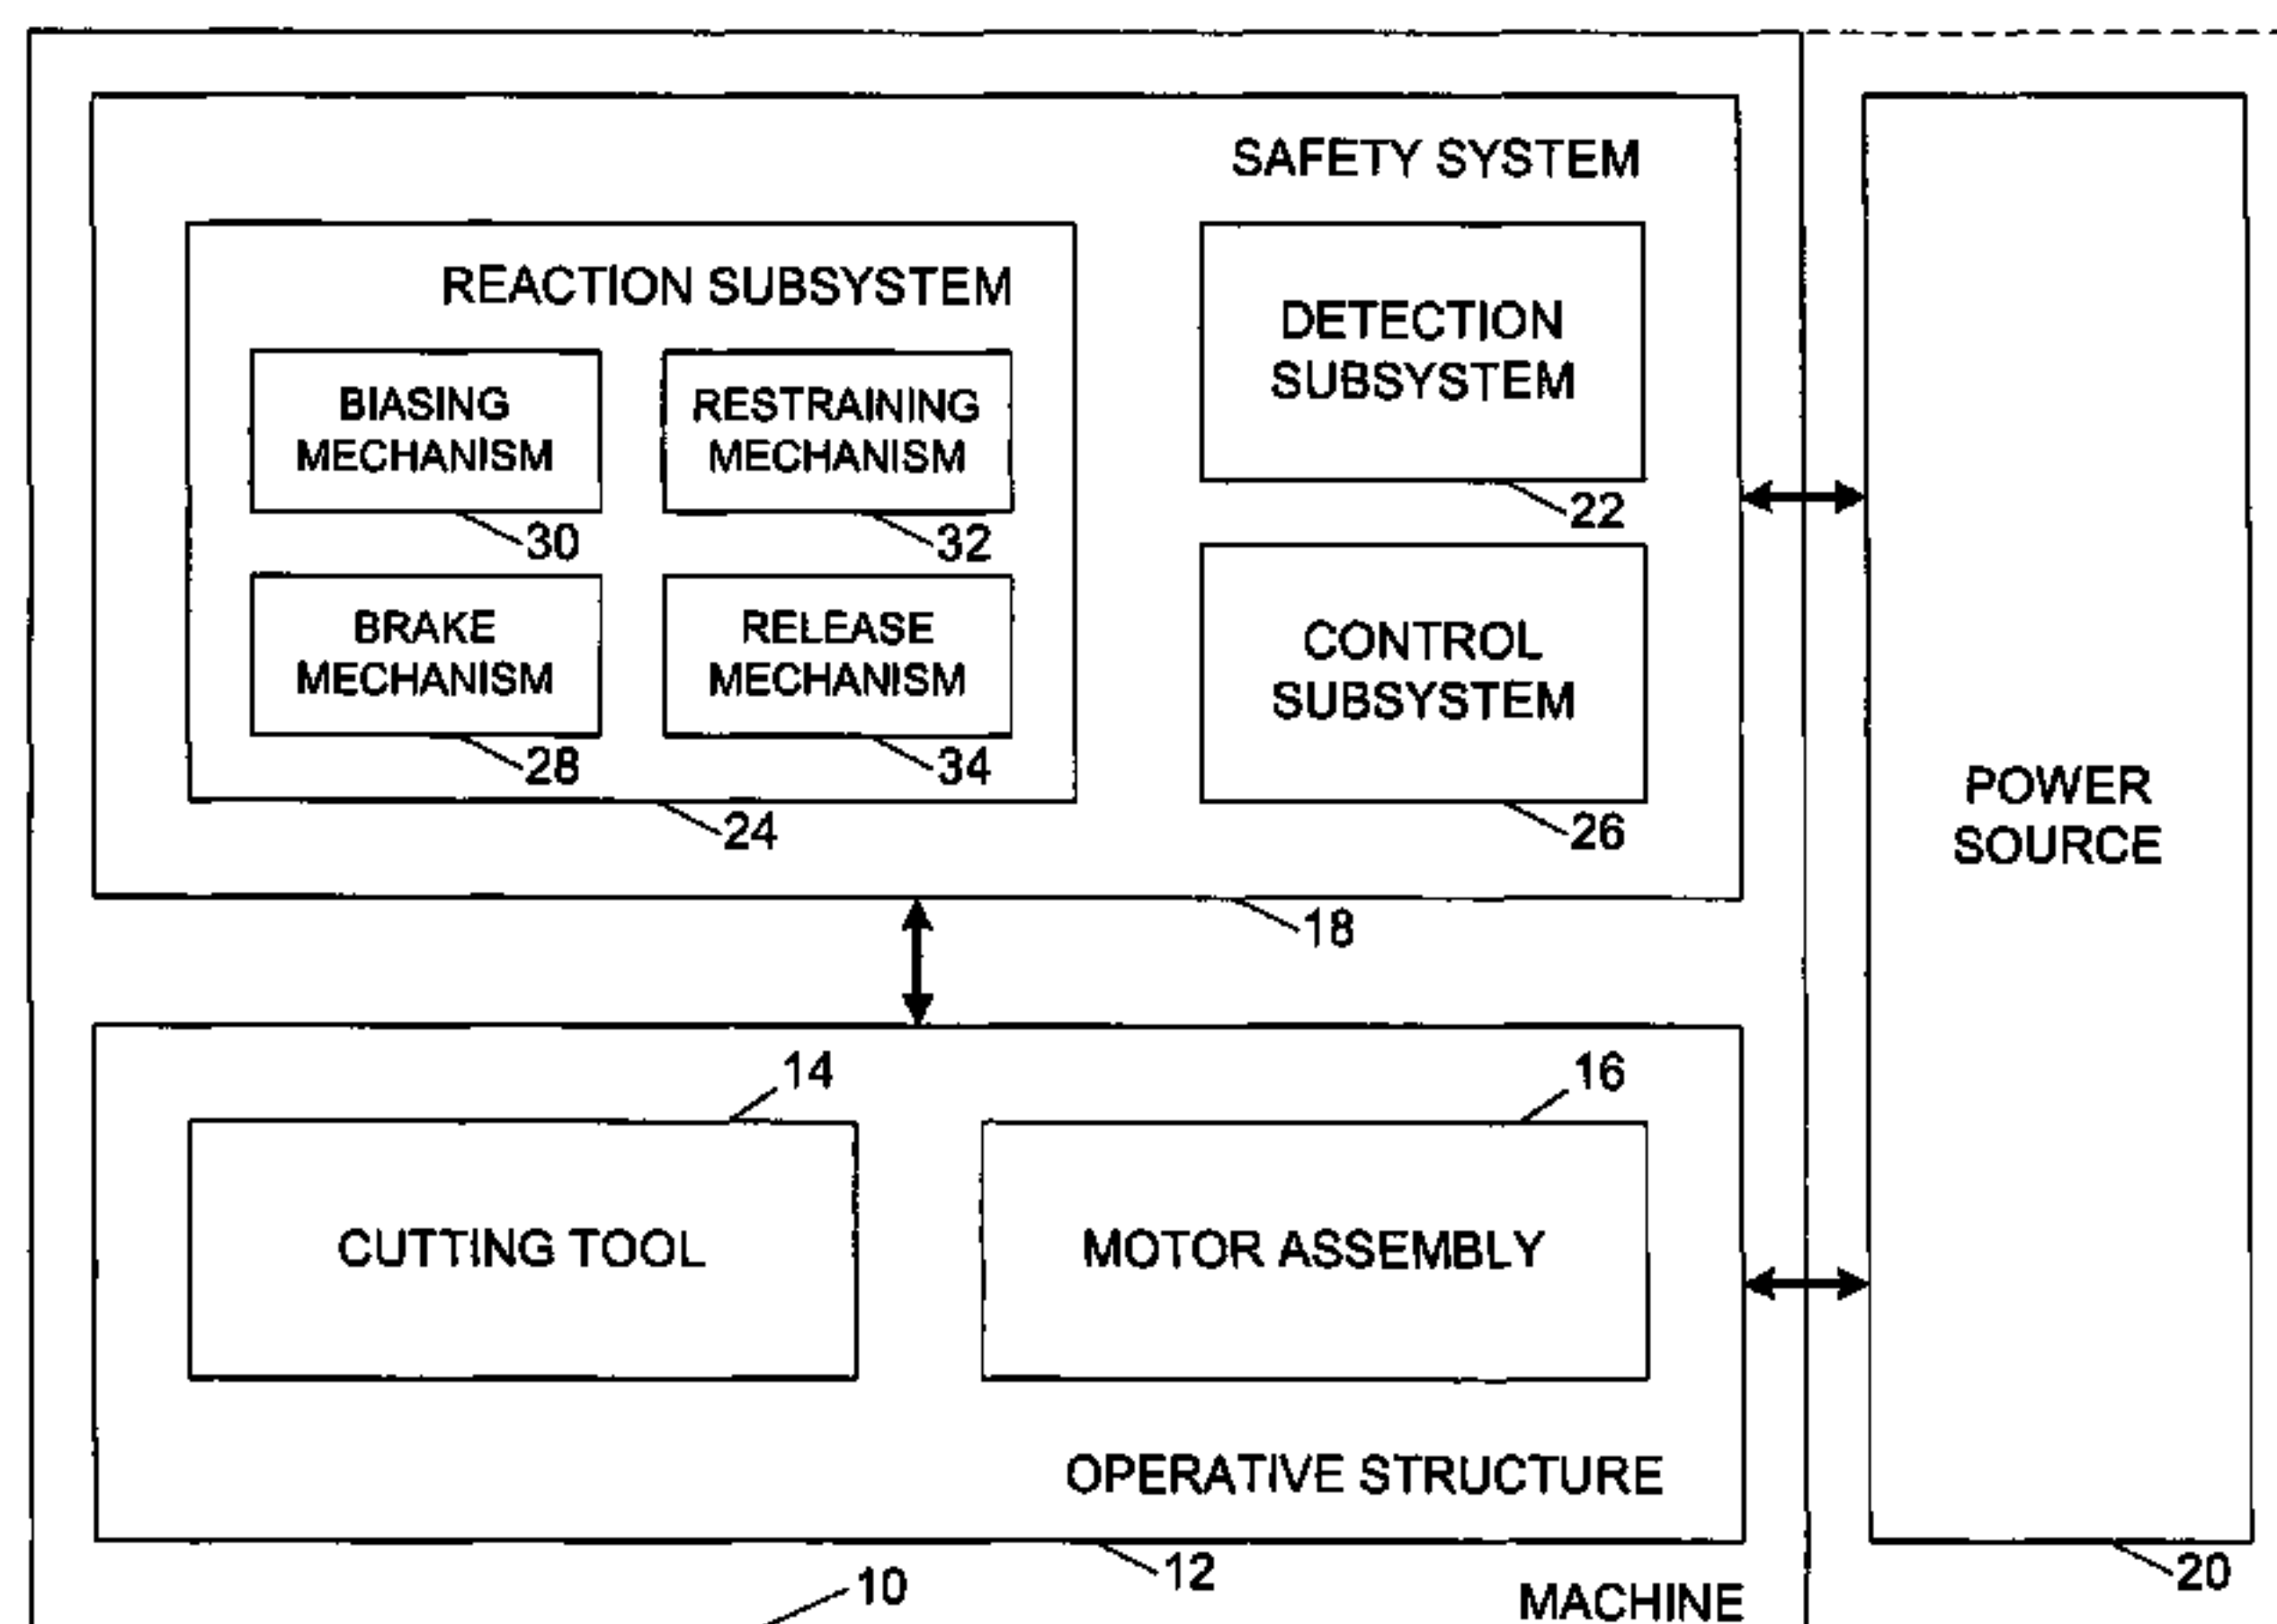 SAFETY SYSTEM
REACTION SUBSYSTEM
BIASING
MECHANISM
30
RESTRAINING
MECHANISM
32
BRAKE
MECHANISM
28
RELEASE
MECHANISM
34
24
DETECTION
SUBSYSTEM
22
CONTROL
SUBSYSTEM
26
18
POWER
SOURCE
20
14
CUTTING TOOL
16
MOTOR ASSEMBLY
OPERATIVE STRUCTURE
12
10
MACHINE